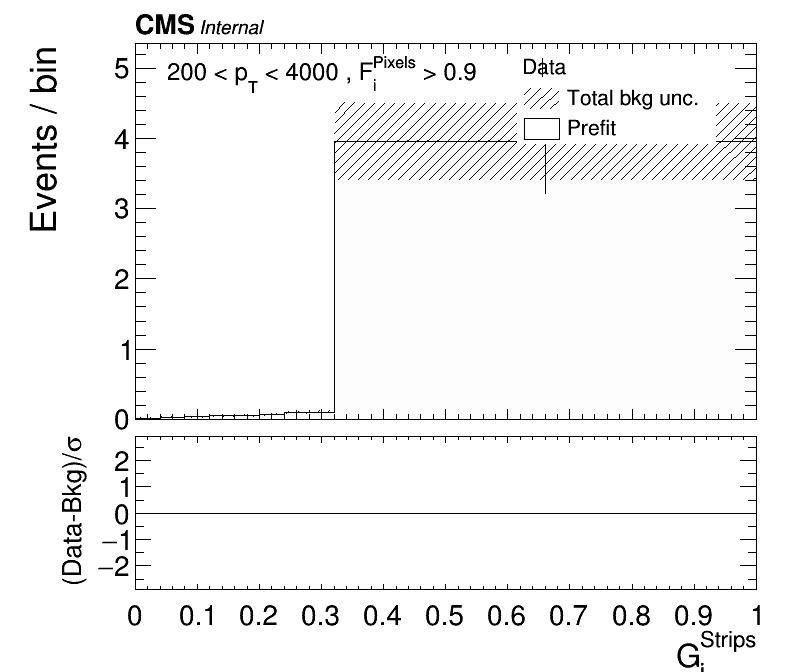 CMS Internal
Events / bin
200 < p_T < 4000 , F_i^Pixels > 0.9
Data
Total bkg unc.
Prefit
5
4
3
2
1
0
(Data-Bkg)/σ
2
1
0
−1
−2
0 0.1 0.2 0.3 0.4 0.5 0.6 0.7 0.8 0.9 1
G_i^Strips